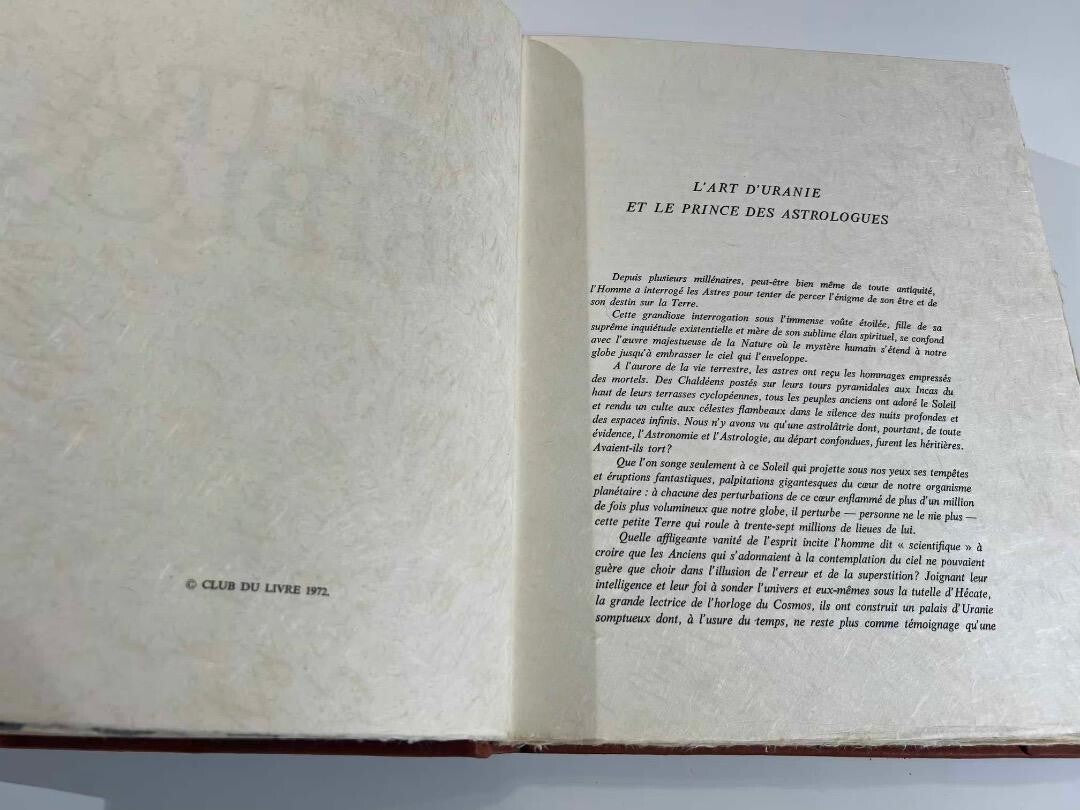 © CLUB DU LIVRE 1972.
L'ART D'URANIE
ET LE PRINCE DES ASTROLOGUES
Depuis plusieurs millénaires, peut-être bien même de toute antiquité,
l'Homme a interrogé les Astres pour tenter de percer l'énigme de son être et de
son destin sur la Terre.
Cette grandiose interrogation sous l'immense voûte étoilée, fille de sa
suprême inquiétude existentielle et mère de son sublime élan spirituel, se confond
avec l'œuvre majestueuse de la Nature où le mystère humain s'étend à notre
globe jusqu'à embrasser le ciel qui l'enveloppe.
A l'aurore de la vie terrestre, les astres ont reçu les hommages empressés
des mortels. Des Chaldéens postés sur leurs tours pyramidales aux Incas du
haut de leurs terrasses cyclopéennes, tous les peuples anciens ont adoré le Soleil
et rendu un culte aux célestes flambeaux dans le silence des nuits profondes et
des espaces infinis. Nous n'y avons vu qu'une astrolâtrie dont, pourtant, de toute
évidence, l'Astronomie et l'Astrologie, au départ confondues, furent les héritières.
Avaient-ils tort ?
Que l'on songe seulement à ce Soleil qui projette sous nos yeux ses tempêtes
et éruptions fantastiques, palpitations gigantesques du cœur de notre organisme
planétaire : à chacune des perturbations de ce cœur enflammé de plus d'un million
de fois plus volumineux que notre globe, il perturbe — personne ne le nie plus —
cette petite Terre qui roule à trente-sept millions de lieues de lui.
Quelle affligeante vanité de l'esprit incite l'homme dit « scientifique » à
croire que les Anciens qui s'adonnaient à la contemplation du ciel ne pouvaient
guère que choir dans l'illusion de l'erreur et de la superstition ? Joignant leur
intelligence et leur foi à sonder l'univers et eux-mêmes sous la tutelle d'Hécate,
la grande lectrice de l'horloge du Cosmos, ils ont construit un palais d'Uranie
somptueux dont, à l'usure du temps, ne reste plus comme témoignage qu'une